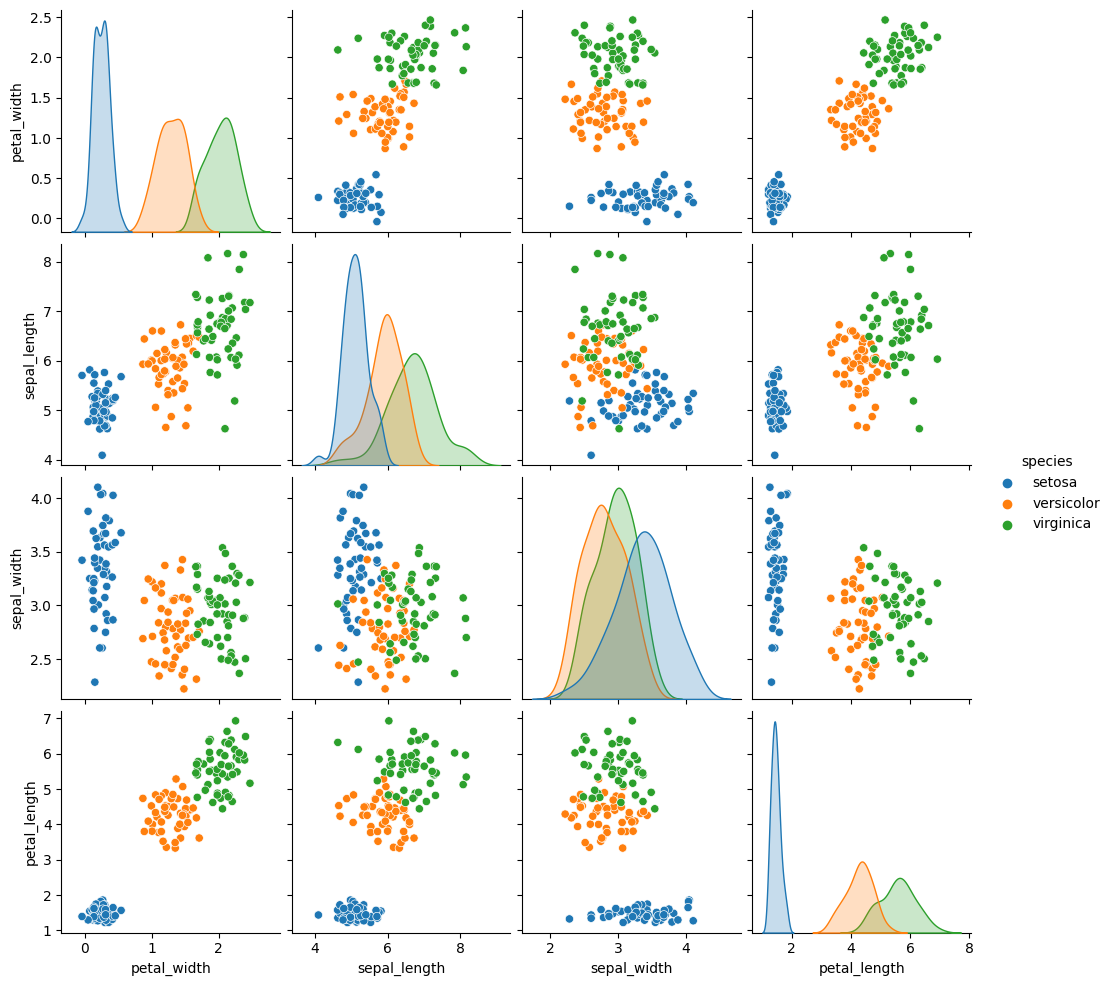 2.5
2.0
1.5
1.0
0.5
0.0
petal_width
8
7
6
5
4
sepal_length
species
setosa
versicolor
virginica
4.0
3.5
3.0
2.5
sepal_width
7
6
5
4
3
2
1
petal_length
0 1 2
4 6 8
2 3 4
2 4 6 8
petal_width
sepal_length
sepal_width
petal_length